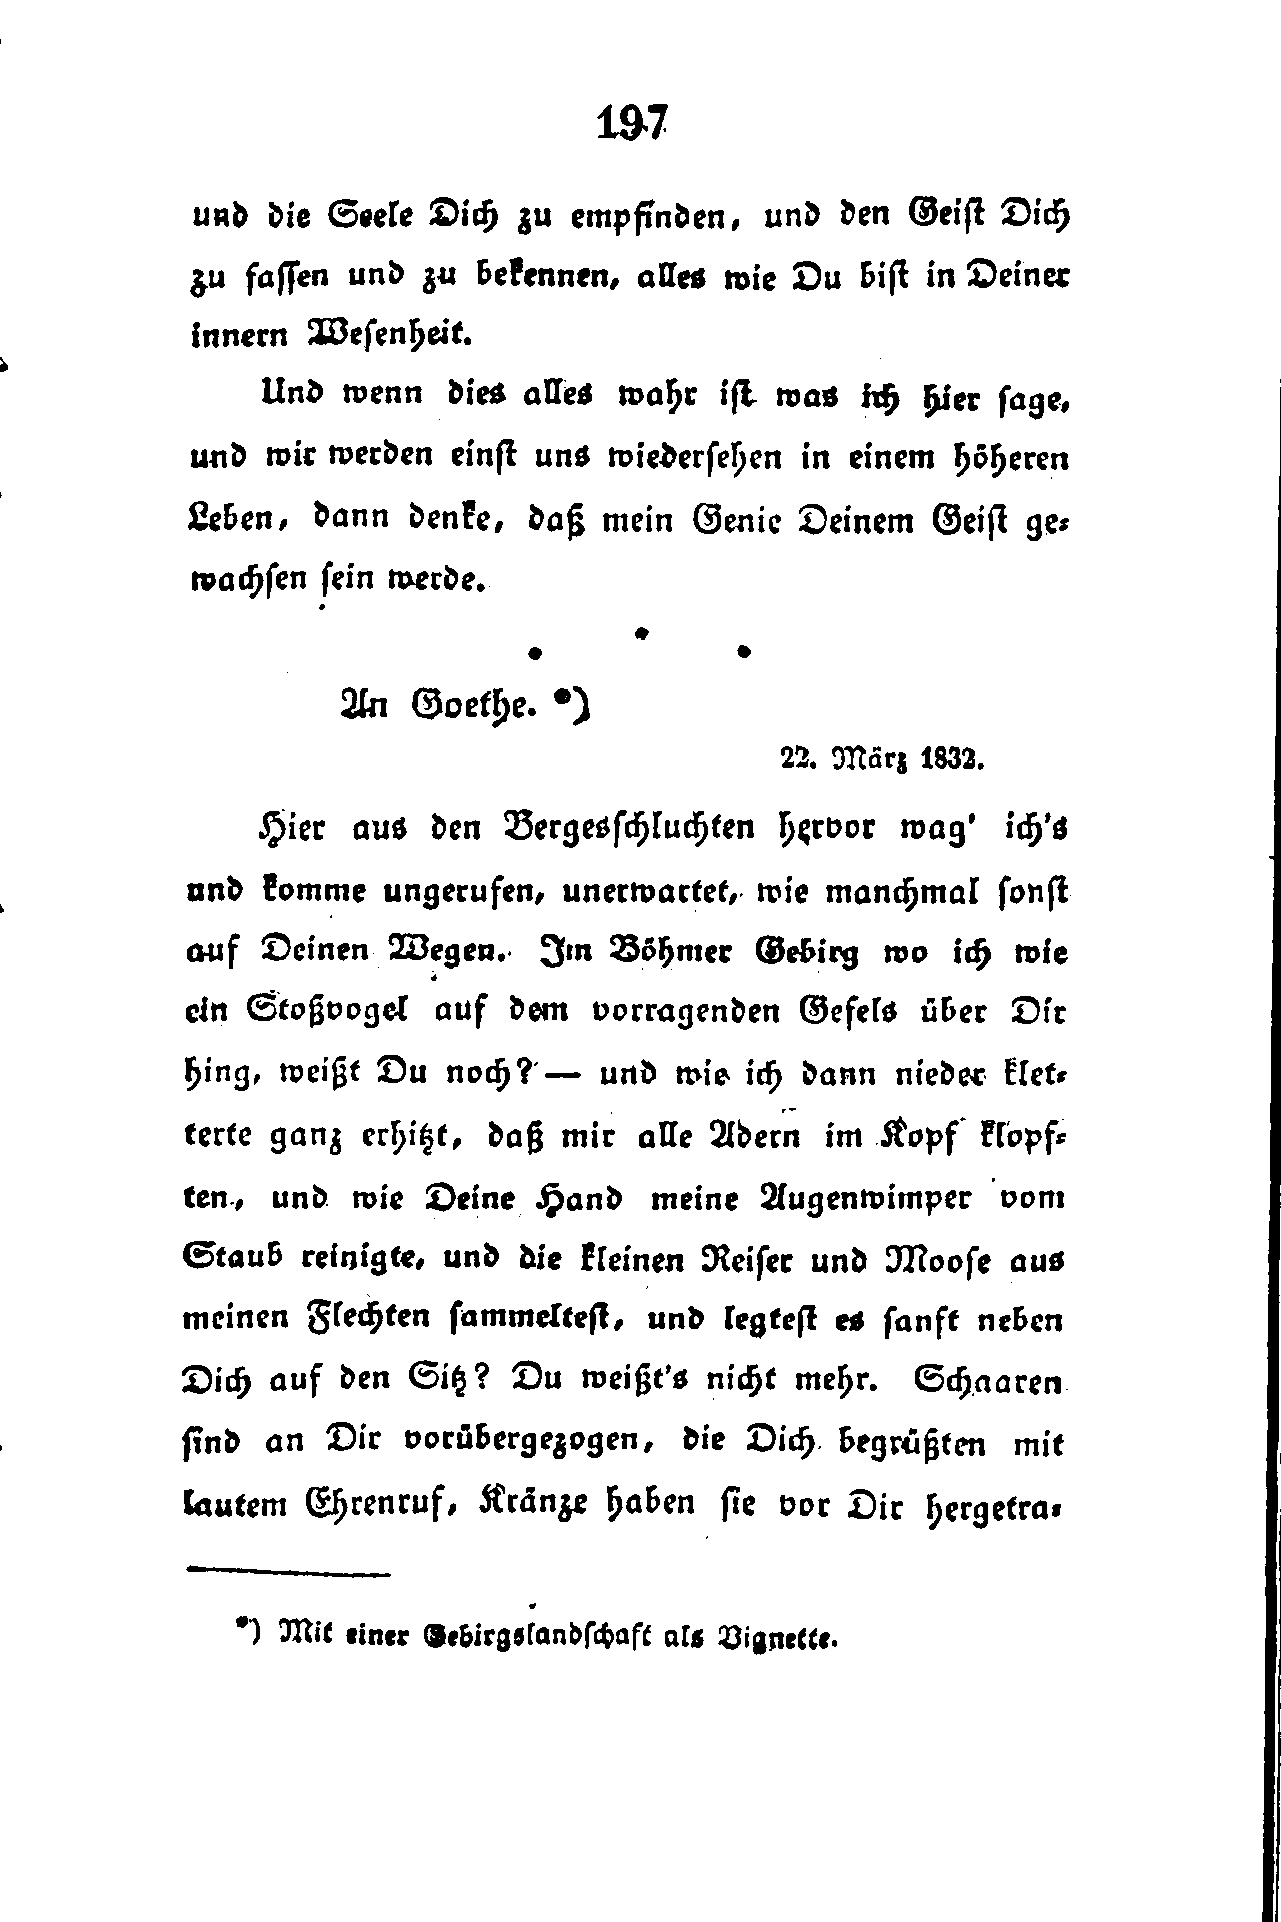 197
und die Seele Dich zu empfinden, und den Geist Dich
zu fassen und zu bekennen, alles wie Du bist in Deiner
innern Wesenheit.
Und wenn dies alles wahr ist was ich hier sage,
und wir werden einst uns wiedersehen in einem höheren
Leben, dann denke, daß mein Genie Deinem Geist ge-
wachsen sein werde.
* * *
An Goethe. *)
22. März 1832.
Hier aus den Bergesschluchten hervor wag' ich's
und komme ungerufen, unerwartet, wie manchmal sonst
auf Deinen Wegen. Im Böhmer Gebirg wo ich wie
ein Stoßvogel auf dem vorragenden Gefels über Dir
hing, weißt Du noch? — und wie ich dann nieder klet-
terte ganz erhitzt, daß mir alle Adern im Kopf klopf-
ten, und wie Deine Hand meine Augenwimper vom
Staub reinigte, und die kleinen Reiser und Moose aus
meinen Flechten sammeltest, und legtest es sanft neben
Dich auf den Sitz? Du weißt's nicht mehr. Schaaren
sind an Dir vorübergezogen, die Dich begrüßten mit
lautem Ehrenruf, Kränze haben sie vor Dir hergetra-
*) Mit einer Gebirgslandschaft als Vignette.